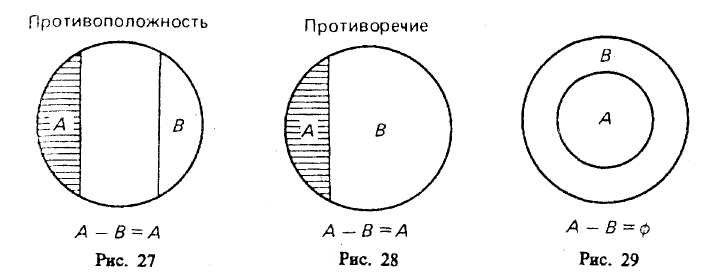 Противоположность
A
B
A – B = A
Рис. 27
Противоречие
A
B
A – B = A
Рис. 28
B
A
A – B = ϕ
Рис. 29